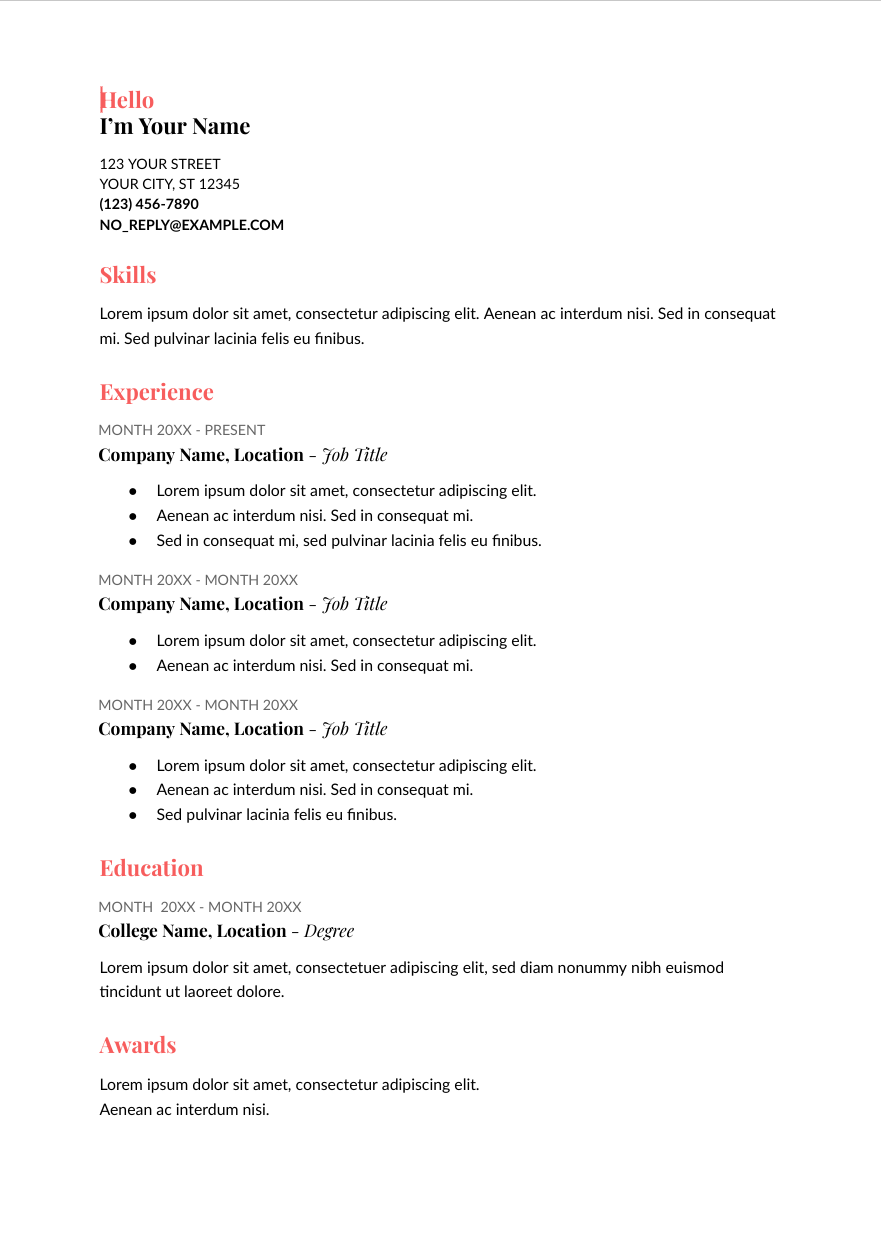 Hello
I’m Your Name
123 YOUR STREET
YOUR CITY, ST 12345
(123) 456-7890
NO_REPLY@EXAMPLE.COM
Skills
Lorem ipsum dolor sit amet, consectetur adipiscing elit. Aenean ac interdum nisi. Sed in consequat
mi. Sed pulvinar lacinia felis eu finibus.
Experience
MONTH 20XX - PRESENT
Company Name, Location – Job Title
● Lorem ipsum dolor sit amet, consectetur adipiscing elit.
● Aenean ac interdum nisi. Sed in consequat mi.
● Sed in consequat mi, sed pulvinar lacinia felis eu finibus.
MONTH 20XX - MONTH 20XX
Company Name, Location – Job Title
● Lorem ipsum dolor sit amet, consectetur adipiscing elit.
● Aenean ac interdum nisi. Sed in consequat mi.
MONTH 20XX - MONTH 20XX
Company Name, Location – Job Title
● Lorem ipsum dolor sit amet, consectetur adipiscing elit.
● Aenean ac interdum nisi. Sed in consequat mi.
● Sed pulvinar lacinia felis eu finibus.
Education
MONTH  20XX - MONTH 20XX
College Name, Location – Degree
Lorem ipsum dolor sit amet, consectetuer adipiscing elit, sed diam nonummy nibh euismod
tincidunt ut laoreet dolore.
Awards
Lorem ipsum dolor sit amet, consectetur adipiscing elit.
Aenean ac interdum nisi.